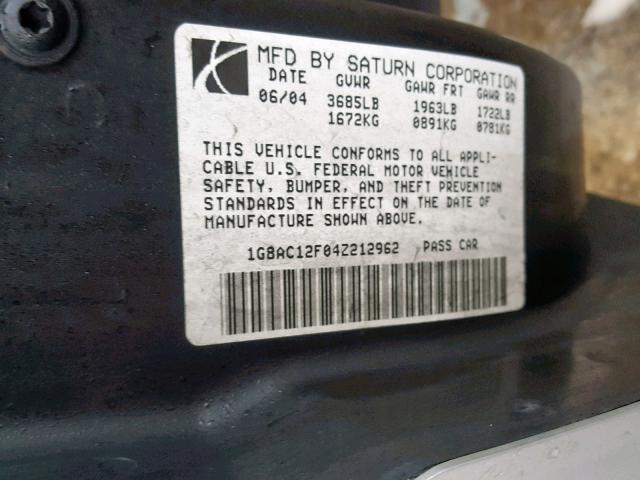 MFD BY SATURN CORPORATION
DATE GVWR GAWR FRT GAWR RR
06/04 3685LB 1963LB 1722LB
1672KG 0891KG 0781KG
THIS VEHICLE CONFORMS TO ALL APPLI-
CABLE U.S. FEDERAL MOTOR VEHICLE
SAFETY, BUMPER, AND THEFT PREVENTION
STANDARDS IN EFFECT ON THE DATE OF
MANUFACTURE SHOWN ABOVE.
1G8AC12F04Z212962 PASS CAR